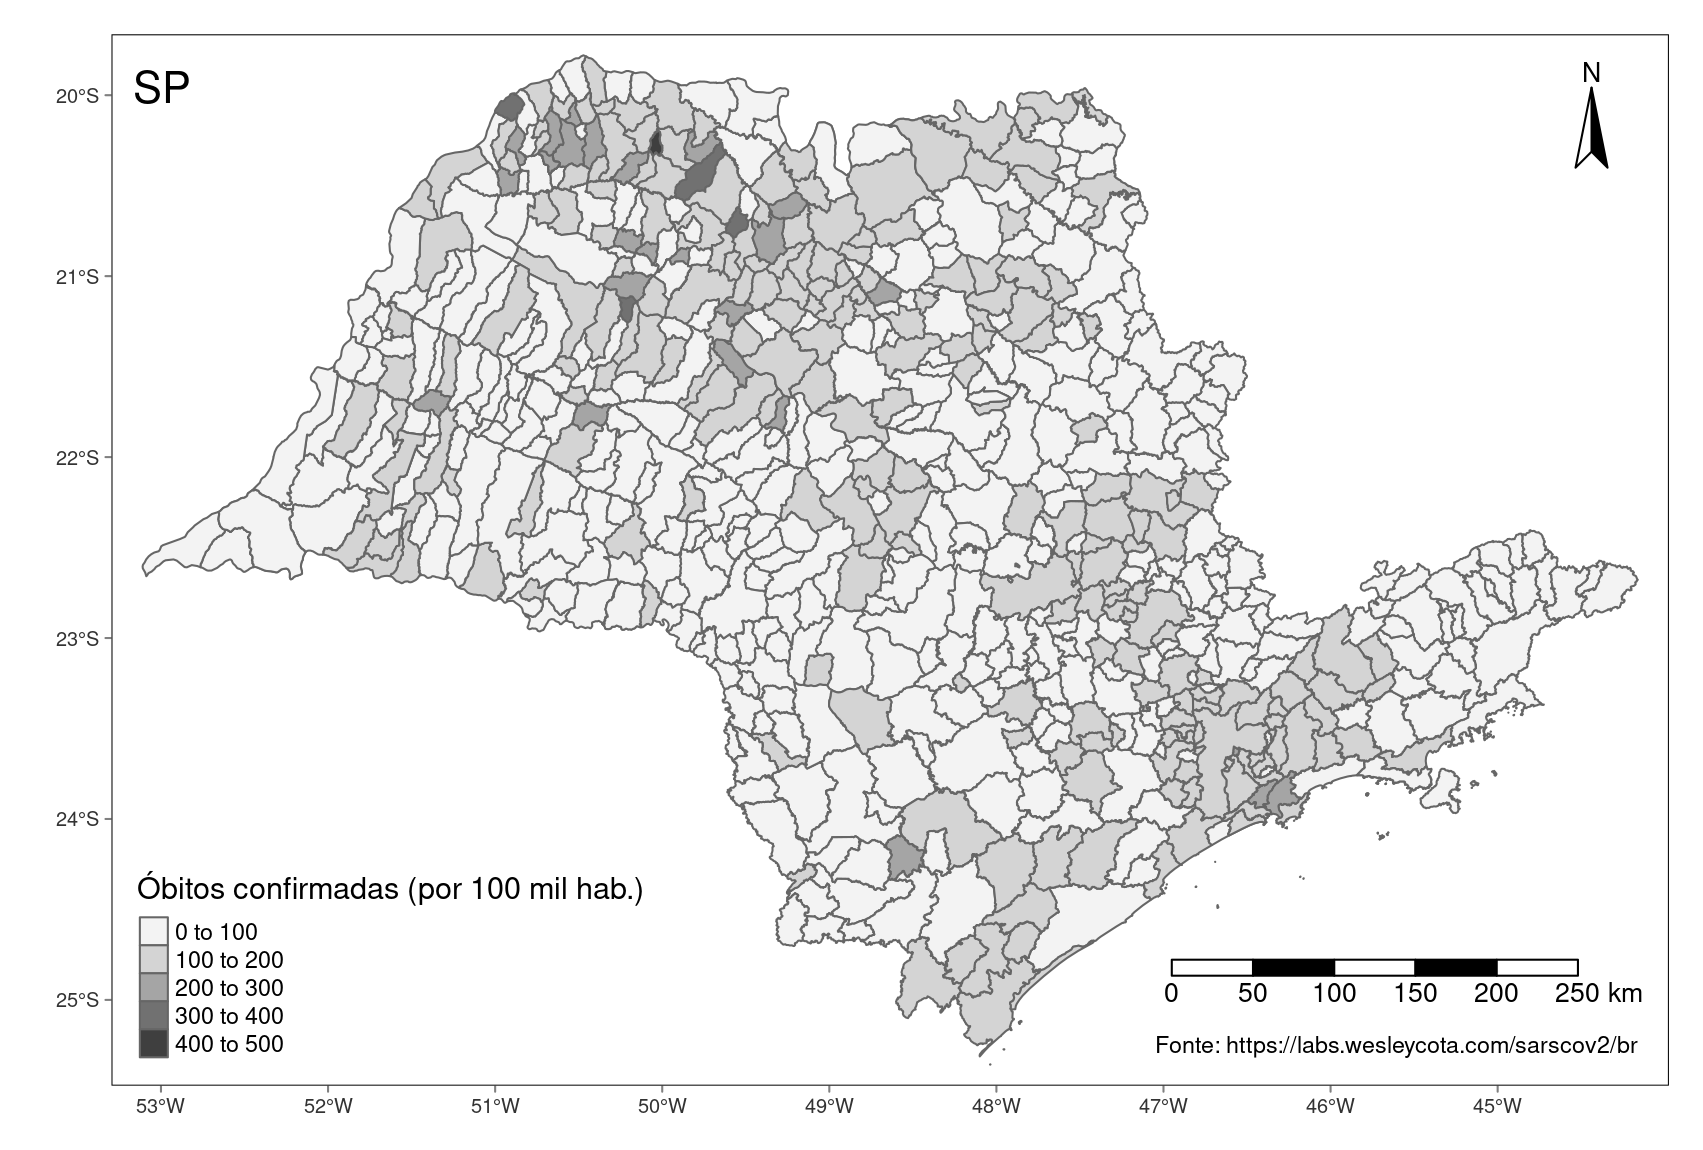 SP
N
20°S
21°S
22°S
23°S
24°S
25°S
Óbitos confirmadas (por 100 mil hab.)
0 to 100
100 to 200
200 to 300
300 to 400
400 to 500
0 50 100 150 200 250 km
Fonte: https://labs.wesleycota.com/sarscov2/br
53°W 52°W 51°W 50°W 49°W 48°W 47°W 46°W 45°W